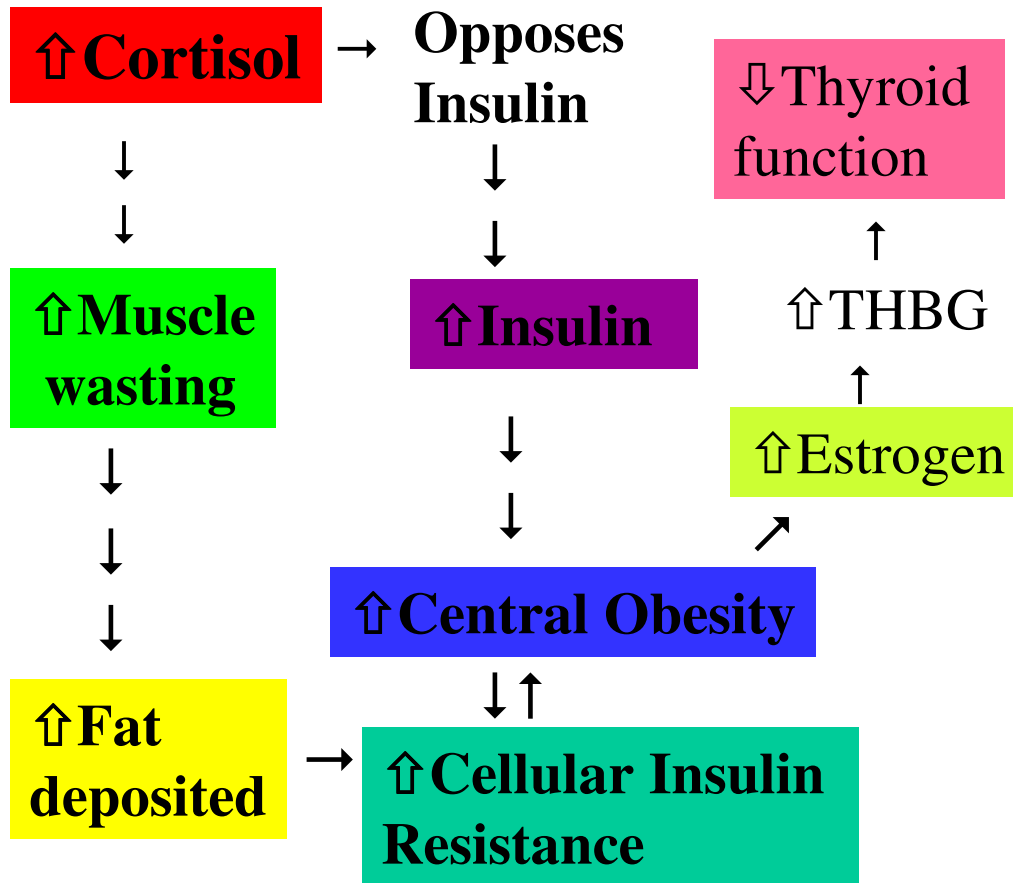 ⇧Cortisol → Opposes
Insulin
⇩Thyroid
function
⇧Muscle
wasting
⇧Insulin
⇧THBG
⇧Estrogen
⇧Central Obesity
⇧Fat
deposited
⇧Cellular Insulin
Resistance